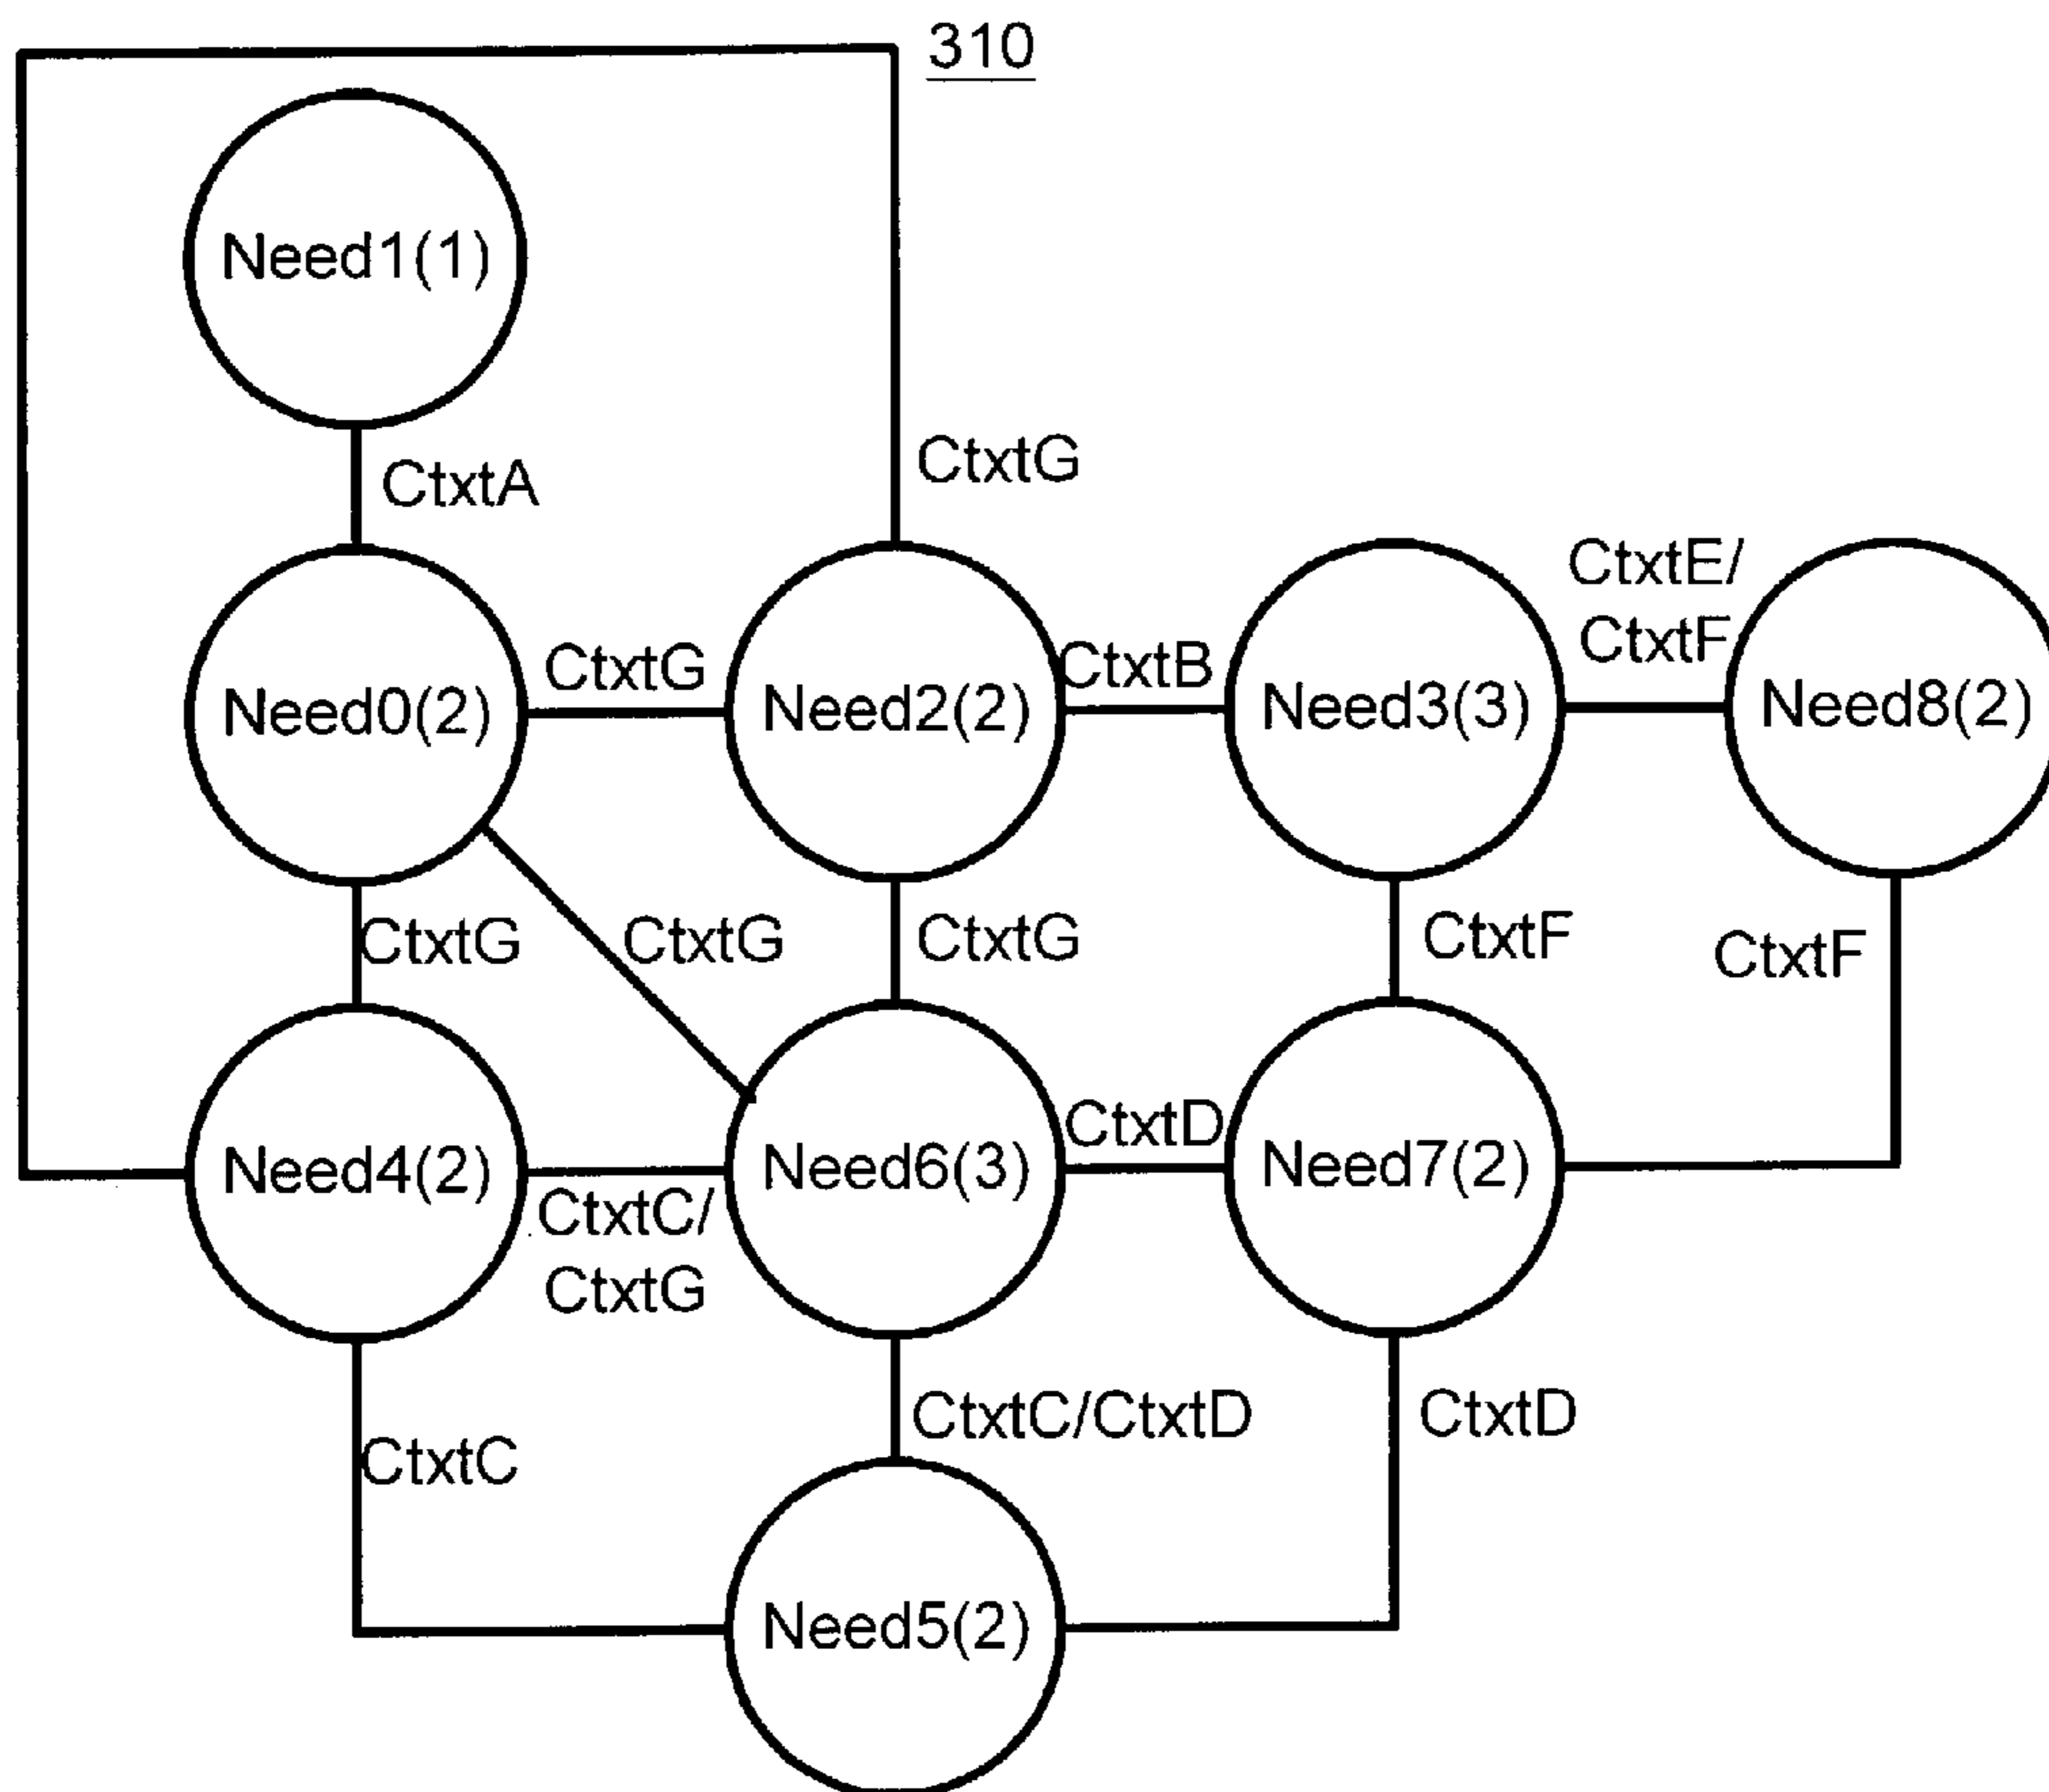 310
Need1(1)
CtxtA
CtxtG
CtxtE/
CtxtF
Need0(2)
CtxtG
Need2(2)
CtxtB
Need3(3)
Need8(2)
CtxtG
CtxtG
CtxtG
CtxtF
CtxtF
Need4(2)
CtxtC/
CtxtG
Need6(3)
CtxtD
Need7(2)
CtxtC
CtxtC/CtxtD
CtxtD
Need5(2)